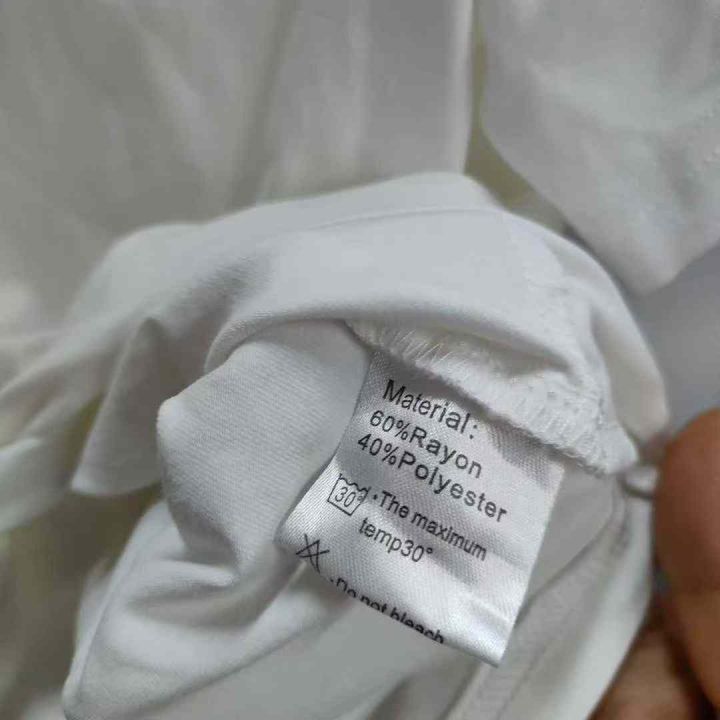 Material:
60%Rayon
40%Polyester
30° •The maximum
temp30°
•Do not bleach